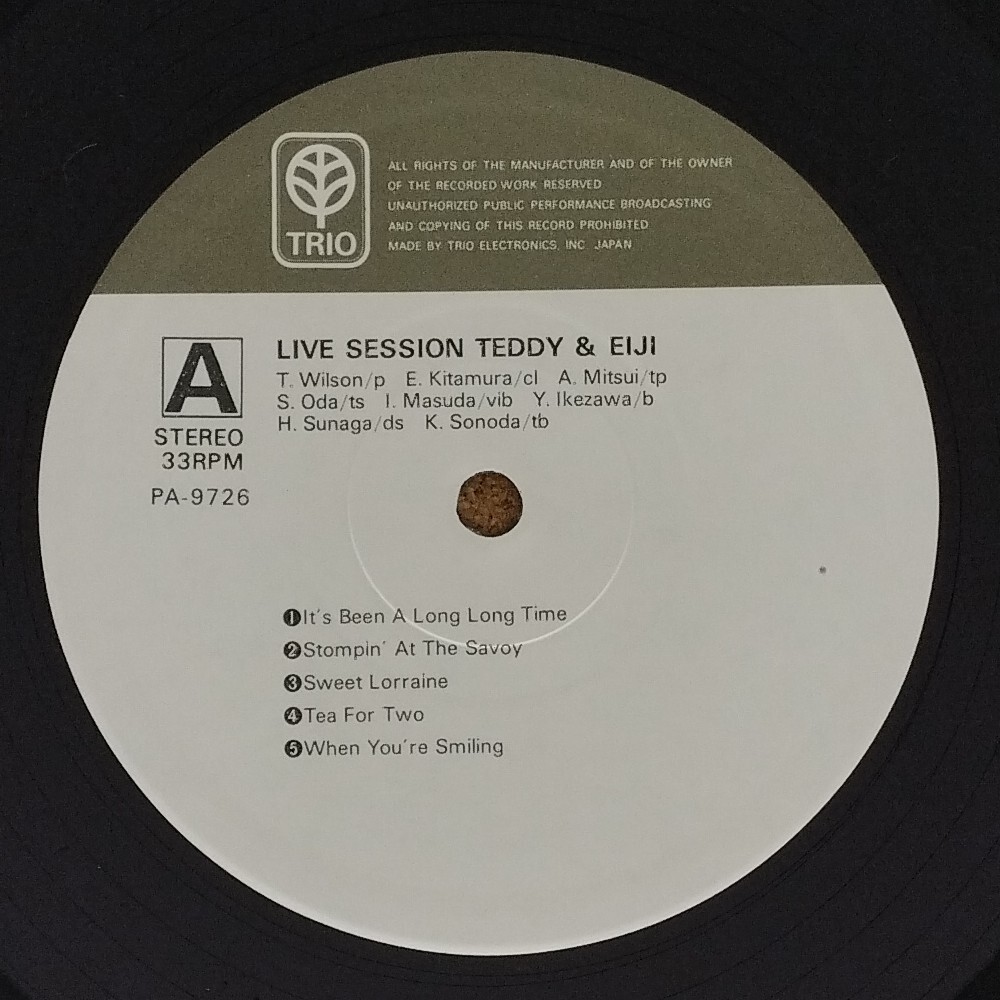 TRIO
ALL RIGHTS OF THE MANUFACTURER AND OF THE OWNER
OF THE RECORDED WORK RESERVED
UNAUTHORIZED PUBLIC PERFORMANCE BROADCASTING
AND COPYING OF THIS RECORD PROHIBITED
MADE BY TRIO ELECTRONICS, INC. JAPAN
A
STEREO
33RPM
PA-9726
LIVE SESSION TEDDY & EIJI
T. Wilson/p E. Kitamura/cl A. Mitsui/tp
S. Oda/ts I. Masuda/vib Y. Ikezawa/b
H. Sunaga/ds K. Sonoda/tb
❶It's Been A Long Long Time
❷Stompin' At The Savoy
❸Sweet Lorraine
❹Tea For Two
❺When You're Smiling